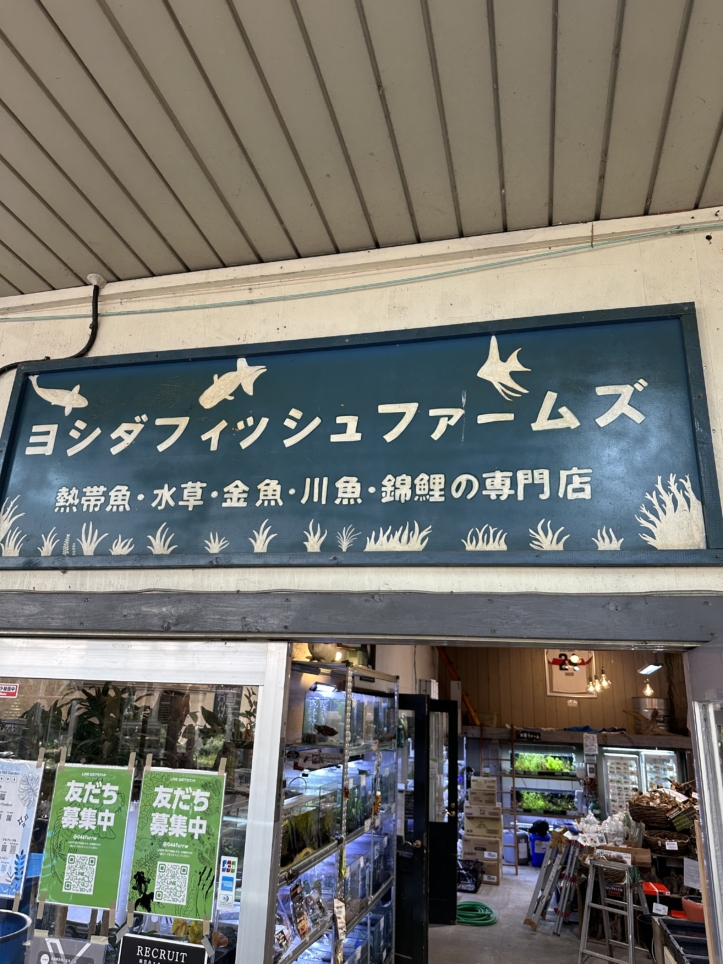 ヨシダフィッシュファームズ
熱帯魚・水草・金魚・川魚・錦鯉の専門店
友だち
募集中
友だち
募集中
LINE
RECRUIT